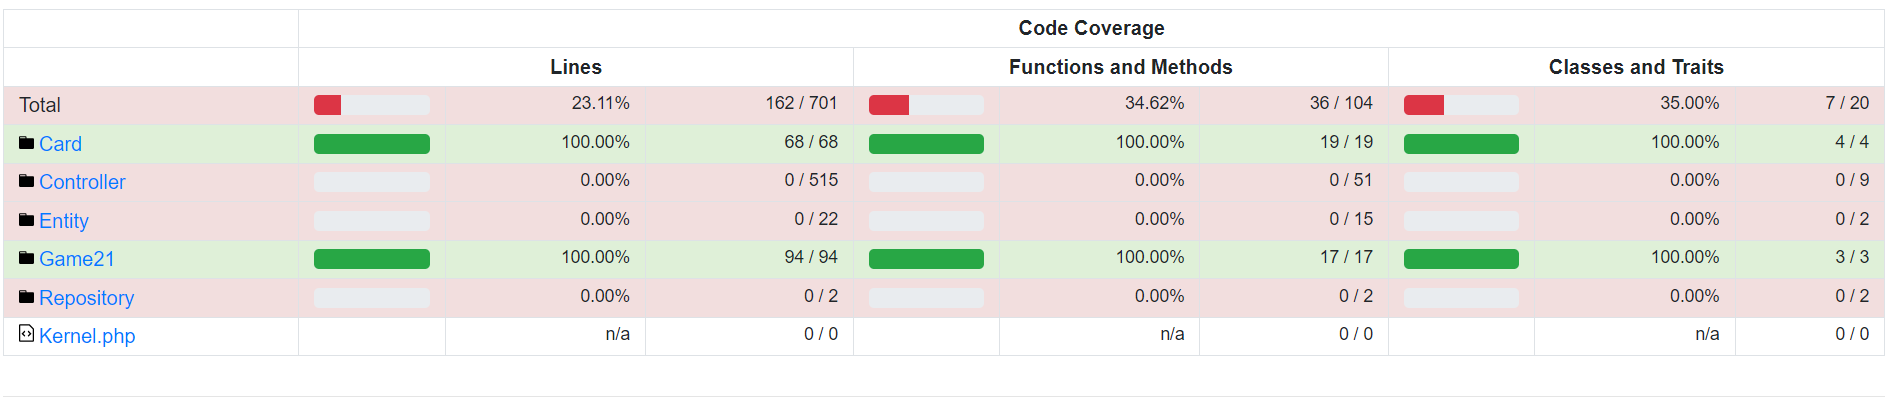 Code Coverage
Lines Functions and Methods Classes and Traits
Total 23.11% 162 / 701 34.62% 36 / 104 35.00% 7 / 20
Card 100.00% 68 / 68 100.00% 19 / 19 100.00% 4 / 4
Controller 0.00% 0 / 515 0.00% 0 / 51 0.00% 0 / 9
Entity 0.00% 0 / 22 0.00% 0 / 15 0.00% 0 / 2
Game21 100.00% 94 / 94 100.00% 17 / 17 100.00% 3 / 3
Repository 0.00% 0 / 2 0.00% 0 / 2 0.00% 0 / 2
Kernel.php n/a 0 / 0 n/a 0 / 0 n/a 0 / 0